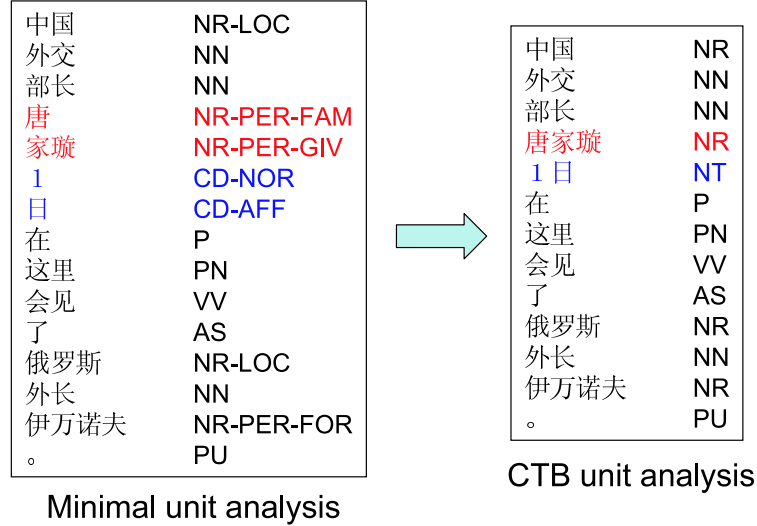 中国 NR-LOC
外交 NN
部长 NN
唐 NR-PER-FAM
家璇 NR-PER-GIV
１ CD-NOR
日 CD-AFF
在 P
这里 PN
会见 VV
了 AS
俄罗斯 NR-LOC
外长 NN
伊万诺夫 NR-PER-FOR
。 PU
Minimal unit analysis
中国 NR
外交 NN
部长 NN
唐家璇 NR
１日 NT
在 P
这里 PN
会见 VV
了 AS
俄罗斯 NR
外长 NN
伊万诺夫 NR
。 PU
CTB unit analysis